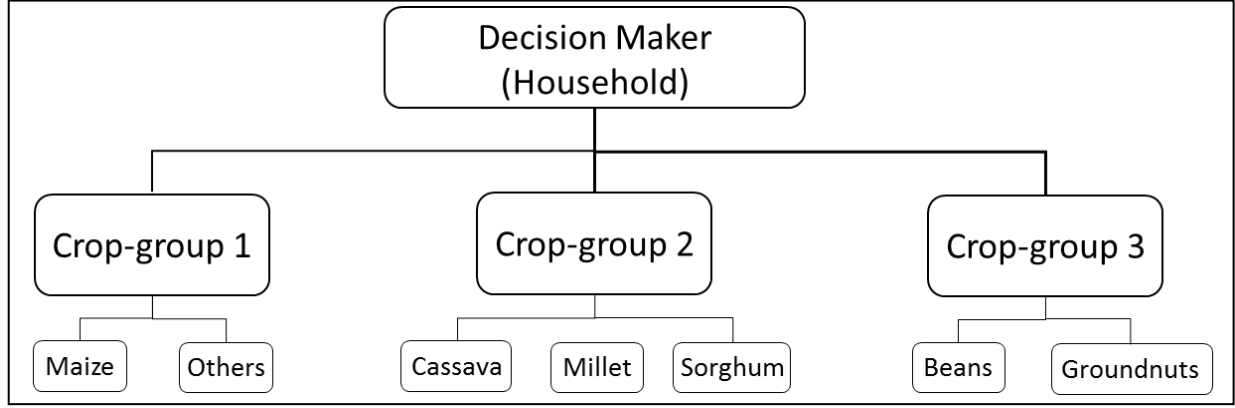 Decision Maker
(Household)
Crop-group 1
Crop-group 2
Crop-group 3
Maize
Others
Cassava
Millet
Sorghum
Beans
Groundnuts